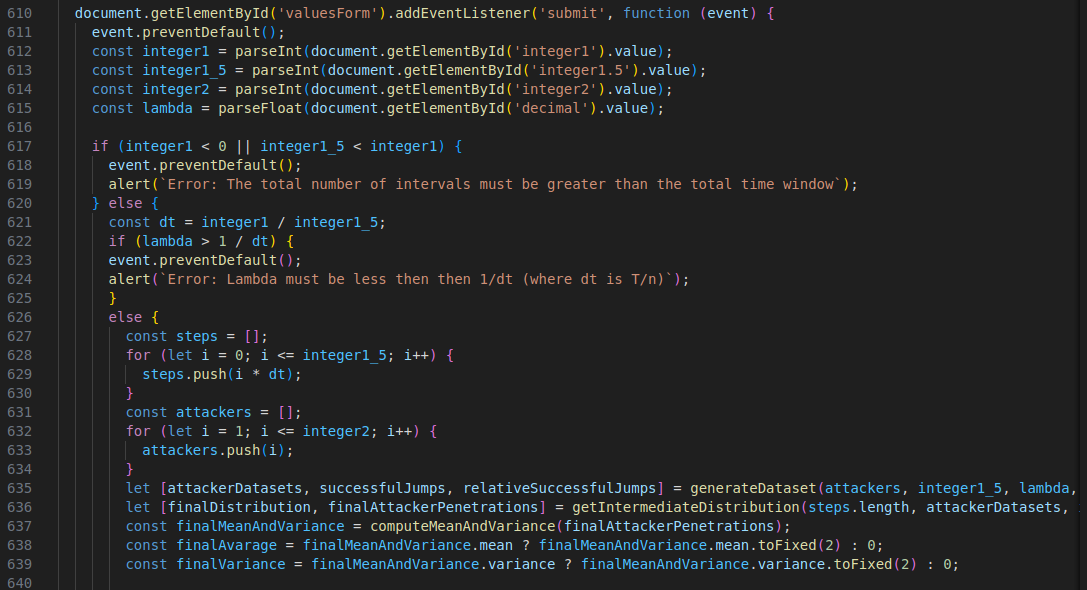 610 document.getElementById('valuesForm').addEventListener('submit', function (event) {
611 event.preventDefault();
612 const integer1 = parseInt(document.getElementById('integer1').value);
613 const integer1_5 = parseInt(document.getElementById('integer1.5').value);
614 const integer2 = parseInt(document.getElementById('integer2').value);
615 const lambda = parseFloat(document.getElementById('decimal').value);
616
617 if (integer1 < 0 || integer1_5 < integer1) {
618 event.preventDefault();
619 alert(`Error: The total number of intervals must be greater than the total time window`);
620 } else {
621 const dt = integer1 / integer1_5;
622 if (lambda > 1 / dt) {
623 event.preventDefault();
624 alert(`Error: Lambda must be less then then 1/dt (where dt is T/n)`);
625 }
626 else {
627 const steps = [];
628 for (let i = 0; i <= integer1_5; i++) {
629 steps.push(i * dt);
630 }
631 const attackers = [];
632 for (let i = 1; i <= integer2; i++) {
633 attackers.push(i);
634 }
635 let [attackerDatasets, successfulJumps, relativeSuccessfulJumps] = generateDataset(attackers, integer1_5, lambda,
636 let [finalDistribution, finalAttackerPenetrations] = getIntermediateDistribution(steps.length, attackerDatasets,
637 const finalMeanAndVariance = computeMeanAndVariance(finalAttackerPenetrations);
638 const finalAvarage = finalMeanAndVariance.mean ? finalMeanAndVariance.mean.toFixed(2) : 0;
639 const finalVariance = finalMeanAndVariance.variance ? finalMeanAndVariance.variance.toFixed(2) : 0;
640